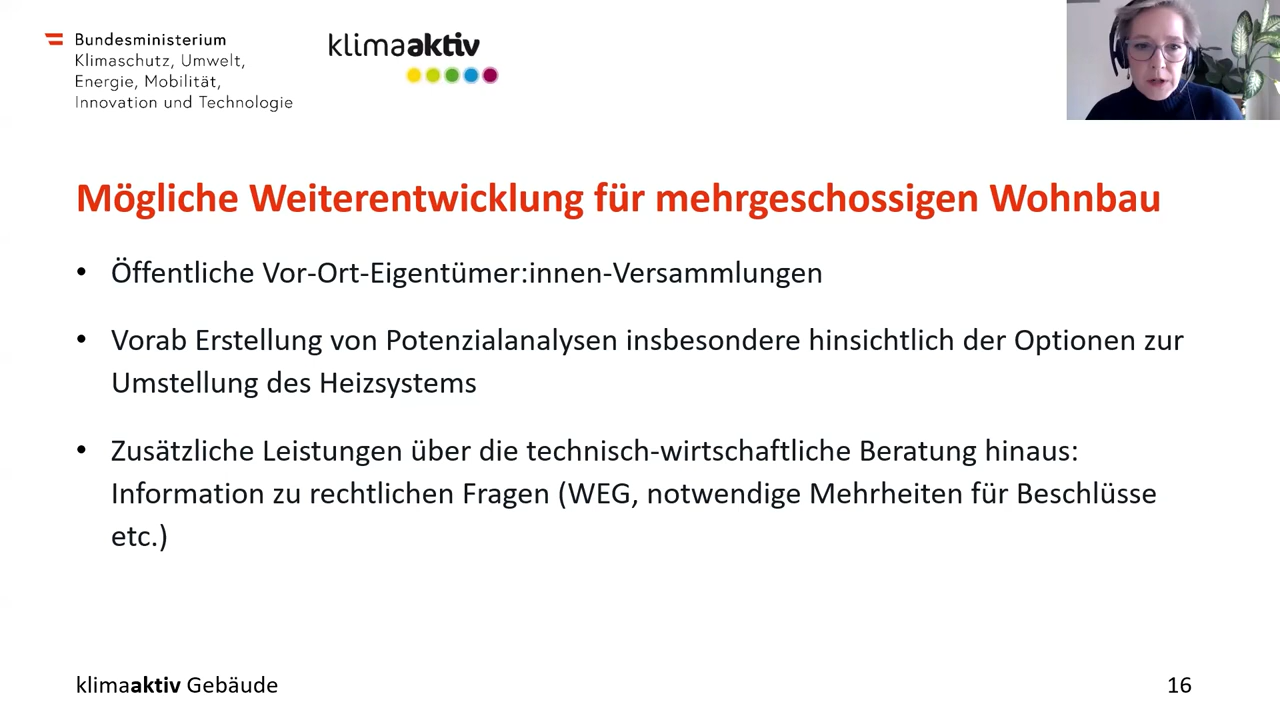 Bundesministerium
Klimaschutz, Umwelt,
Energie, Mobilität,
Innovation und Technologie
klimaaktiv
Mögliche Weiterentwicklung für mehrgeschossigen Wohnbau
• Öffentliche Vor-Ort-Eigentümer:innen-Versammlungen
• Vorab Erstellung von Potenzialanalysen insbesondere hinsichtlich der Optionen zur
Umstellung des Heizsystems
• Zusätzliche Leistungen über die technisch-wirtschaftliche Beratung hinaus:
Information zu rechtlichen Fragen (WEG, notwendige Mehrheiten für Beschlüsse
etc.)
klimaaktiv Gebäude
16